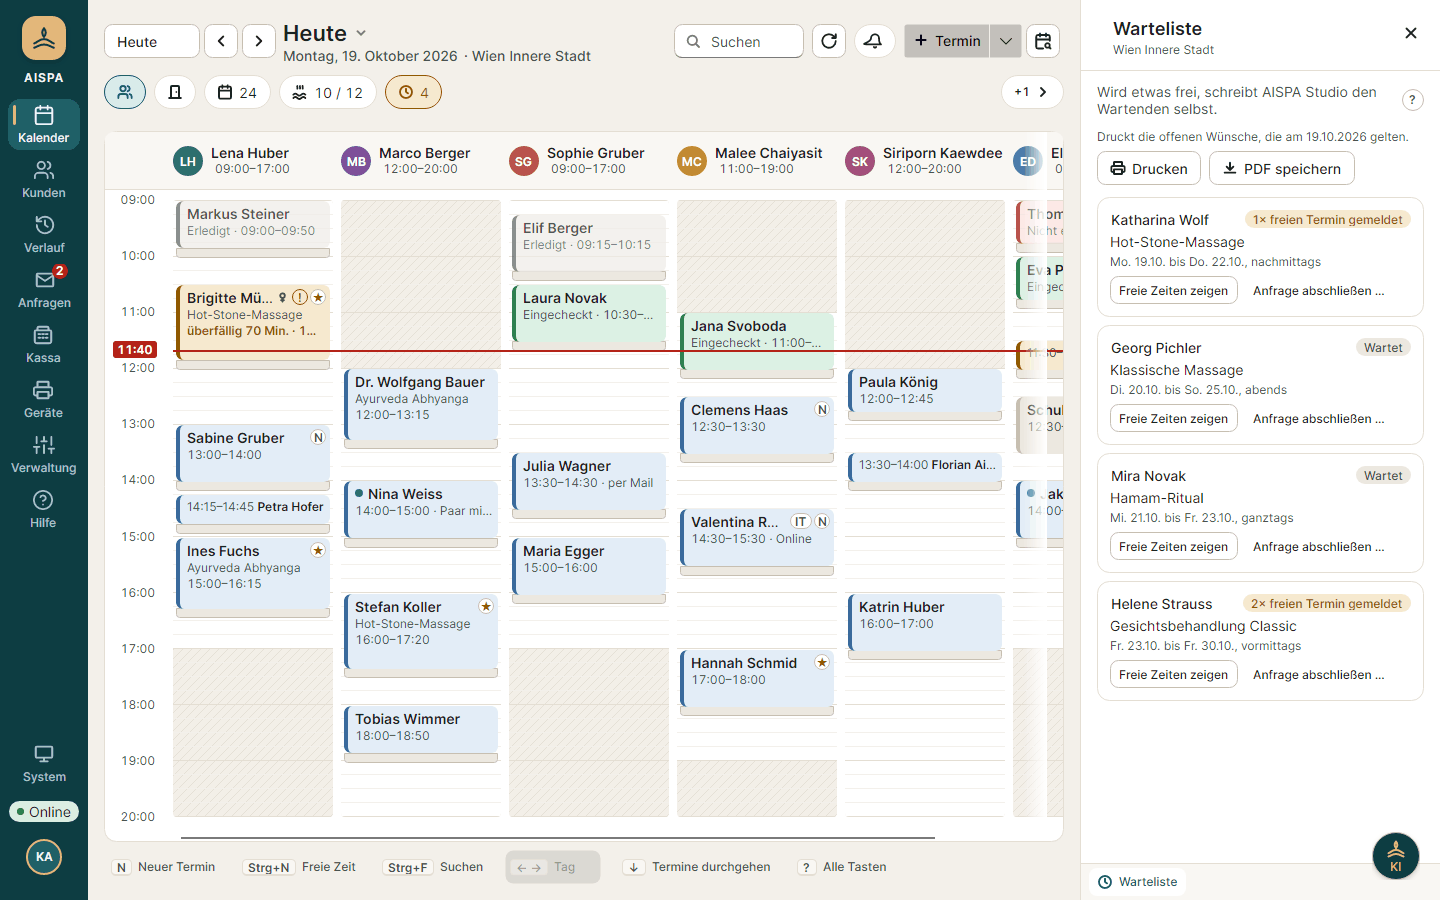 AISPA
Kalender
Kunden
Verlauf
2
Anfragen
Kassa
Geräte
Verwaltung
Hilfe
System
Online
KA
Heute
Heute
Montag, 19. Oktober 2026 · Wien Innere Stadt
Suchen
+ Termin
24
10 / 12
4
+1
LH
Lena Huber
09:00–17:00
MB
Marco Berger
12:00–20:00
SG
Sophie Gruber
09:00–17:00
MC
Malee Chaiyasit
11:00–19:00
SK
Siriporn Kaewdee
12:00–20:00
ED
09:00
10:00
11:00
11:40
12:00
13:00
14:00
15:00
16:00
17:00
18:00
19:00
20:00
Markus Steiner
Erledigt · 09:00–09:50
Brigitte Mü...
Hot-Stone-Massage
überfällig 70 Min. · 1...
Sabine Gruber
N
13:00–14:00
14:15–14:45 Petra Hofer
Ines Fuchs
Ayurveda Abhyanga
15:00–16:15
Dr. Wolfgang Bauer
Ayurveda Abhyanga
12:00–13:15
Nina Weiss
14:00–15:00 · Paar mi...
Stefan Koller
Hot-Stone-Massage
16:00–17:20
Tobias Wimmer
18:00–18:50
Elif Berger
Erledigt · 09:15–10:15
Laura Novak
Eingecheckt · 10:30–...
Julia Wagner
13:30–14:30 · per Mail
Maria Egger
15:00–16:00
Jana Svoboda
Eingecheckt · 11:00–...
Clemens Haas
N
12:30–13:30
Valentina R...
IT
N
14:30–15:30 · Online
Hannah Schmid
17:00–18:00
Paula König
12:00–12:45
13:30–14:00 Florian Ai...
Katrin Huber
16:00–17:00
N Neuer Termin
Strg+N Freie Zeit
Strg+F Suchen
← → Tag
↓ Termine durchgehen
? Alle Tasten
Warteliste
Wien Innere Stadt
Wird etwas frei, schreibt AISPA Studio den
Wartenden selbst.
?
Druckt die offenen Wünsche, die am 19.10.2026 gelten.
Drucken
PDF speichern
Katharina Wolf
1× freien Termin gemeldet
Hot-Stone-Massage
Mo. 19.10. bis Do. 22.10., nachmittags
Freie Zeiten zeigen
Anfrage abschließen ...
Georg Pichler
Wartet
Klassische Massage
Di. 20.10. bis So. 25.10., abends
Freie Zeiten zeigen
Anfrage abschließen ...
Mira Novak
Wartet
Hamam-Ritual
Mi. 21.10. bis Fr. 23.10., ganztags
Freie Zeiten zeigen
Anfrage abschließen ...
Helene Strauss
2× freien Termin gemeldet
Gesichtsbehandlung Classic
Fr. 23.10. bis Fr. 30.10., vormittags
Freie Zeiten zeigen
Anfrage abschließen ...
Warteliste
KI